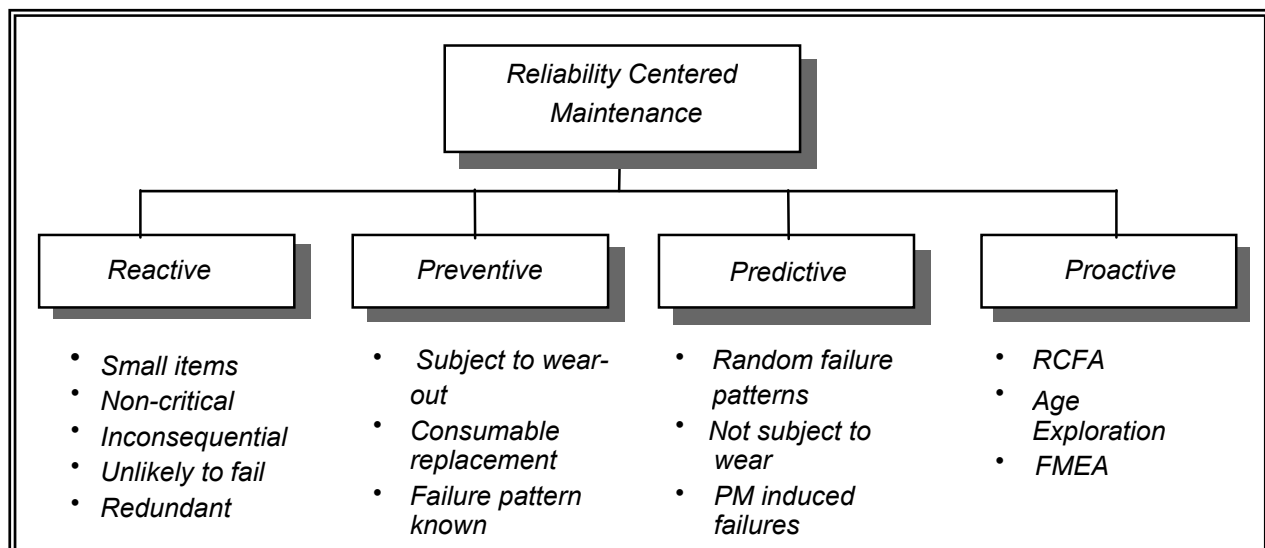 Reliability Centered
Maintenance
Reactive
Preventive
Predictive
Proactive
• Small items
• Non-critical
• Inconsequential
• Unlikely to fail
• Redundant
• Subject to wear-
out
• Consumable
replacement
• Failure pattern
known
• Random failure
patterns
• Not subject to
wear
• PM induced
failures
• RCFA
• Age
Exploration
• FMEA